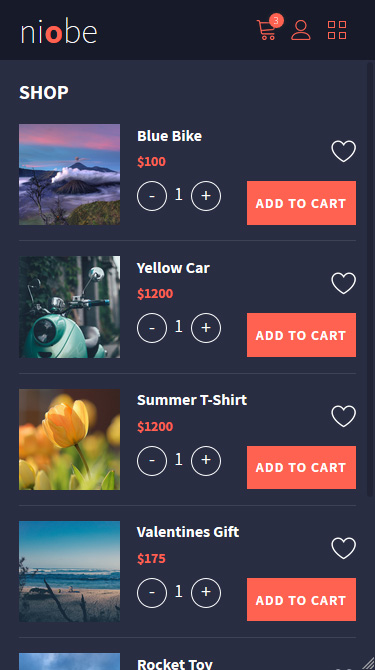 niobe
3
SHOP
Blue Bike
$100
- 1 +
ADD TO CART
Yellow Car
$1200
- 1 +
ADD TO CART
Summer T-Shirt
$1200
- 1 +
ADD TO CART
Valentines Gift
$175
- 1 +
ADD TO CART
Rocket Toy